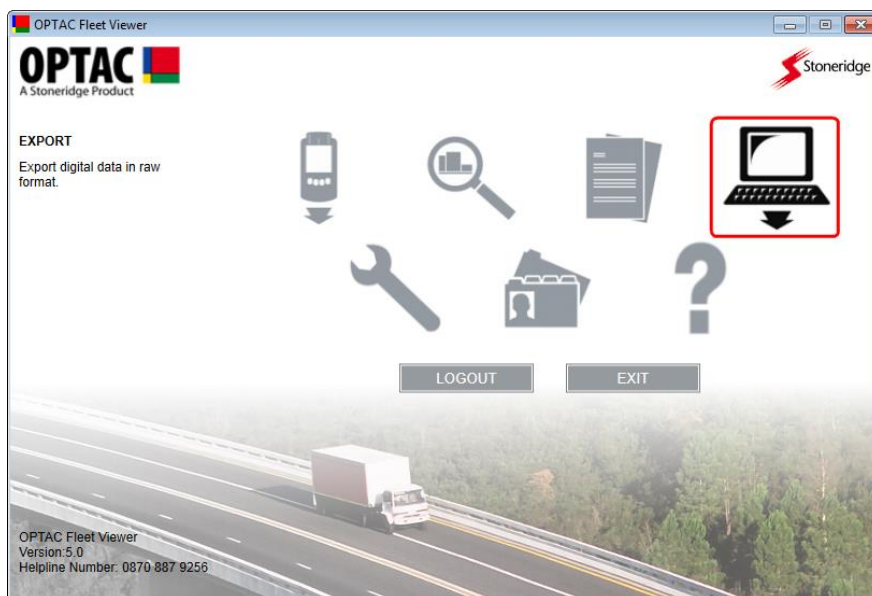 OPTAC Fleet Viewer
OPTAC
A Stoneridge Product
Stoneridge
EXPORT
Export digital data in raw
format.
LOGOUT
EXIT
OPTAC Fleet Viewer
Version:5.0
Helpline Number: 0870 887 9256